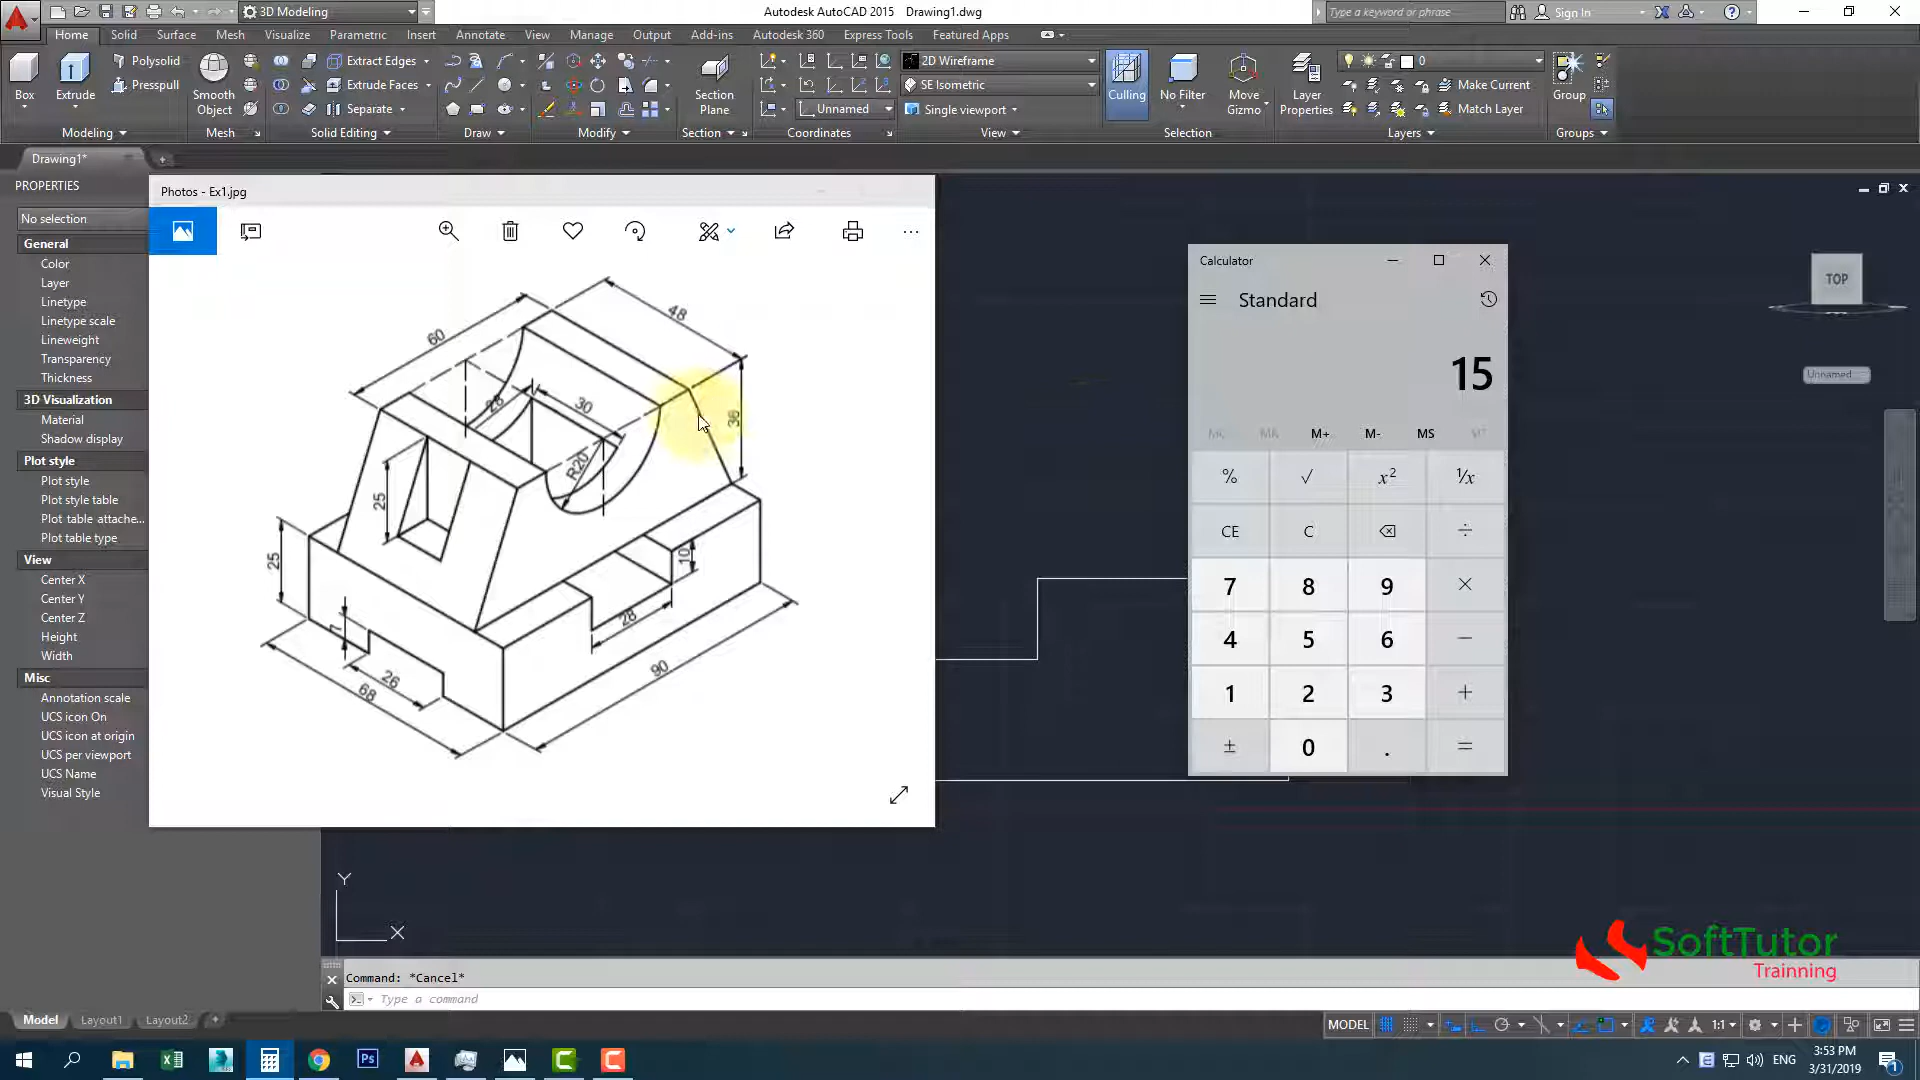 3D Modeling
Autodesk AutoCAD 2015 Drawing1.dwg
Type a keyword or phrase
Sign In
Home Solid Surface Mesh Visualize Parametric Insert Annotate View Manage Output Add-ins Autodesk 360 Express Tools Featured Apps
Polysolid
Presspull
Extract Edges
Extrude Faces
Separate
2D Wireframe
SE Isometric
Single viewport
Unnamed
0
Make Current
Match Layer
Box
Extrude
Smooth
Object
Section
Plane
Culling
No Filter
Move
Gizmo
Layer
Properties
Group
Modeling Mesh Solid Editing Draw Modify Section Coordinates View Selection Layers Groups
Drawing1*
PROPERTIES
No selection
General
Color
Layer
Linetype
Linetype scale
Lineweight
Transparency
Thickness
3D Visualization
Material
Shadow display
Plot style
Plot style
Plot style table
Plot table attache...
Plot table type
View
Center X
Center Y
Center Z
Height
Width
Misc
Annotation scale
UCS icon On
UCS icon at origin
UCS per viewport
UCS Name
Visual Style
Photos - Ex1.jpg
48
60
28
30
R20
25
25
10
28
7
26
68
90
Calculator
Standard
15
M+ M- MS
% √ x² ¹/x
CE C ÷
7 8 9 ×
4 5 6 −
1 2 3 +
± 0 . =
TOP
Unnamed
Y
X
SoftTutor
Trainning
Command: *Cancel*
Type a command
Model Layout1 Layout2
MODEL
1:1
ENG
3:53 PM
3/31/2019
1